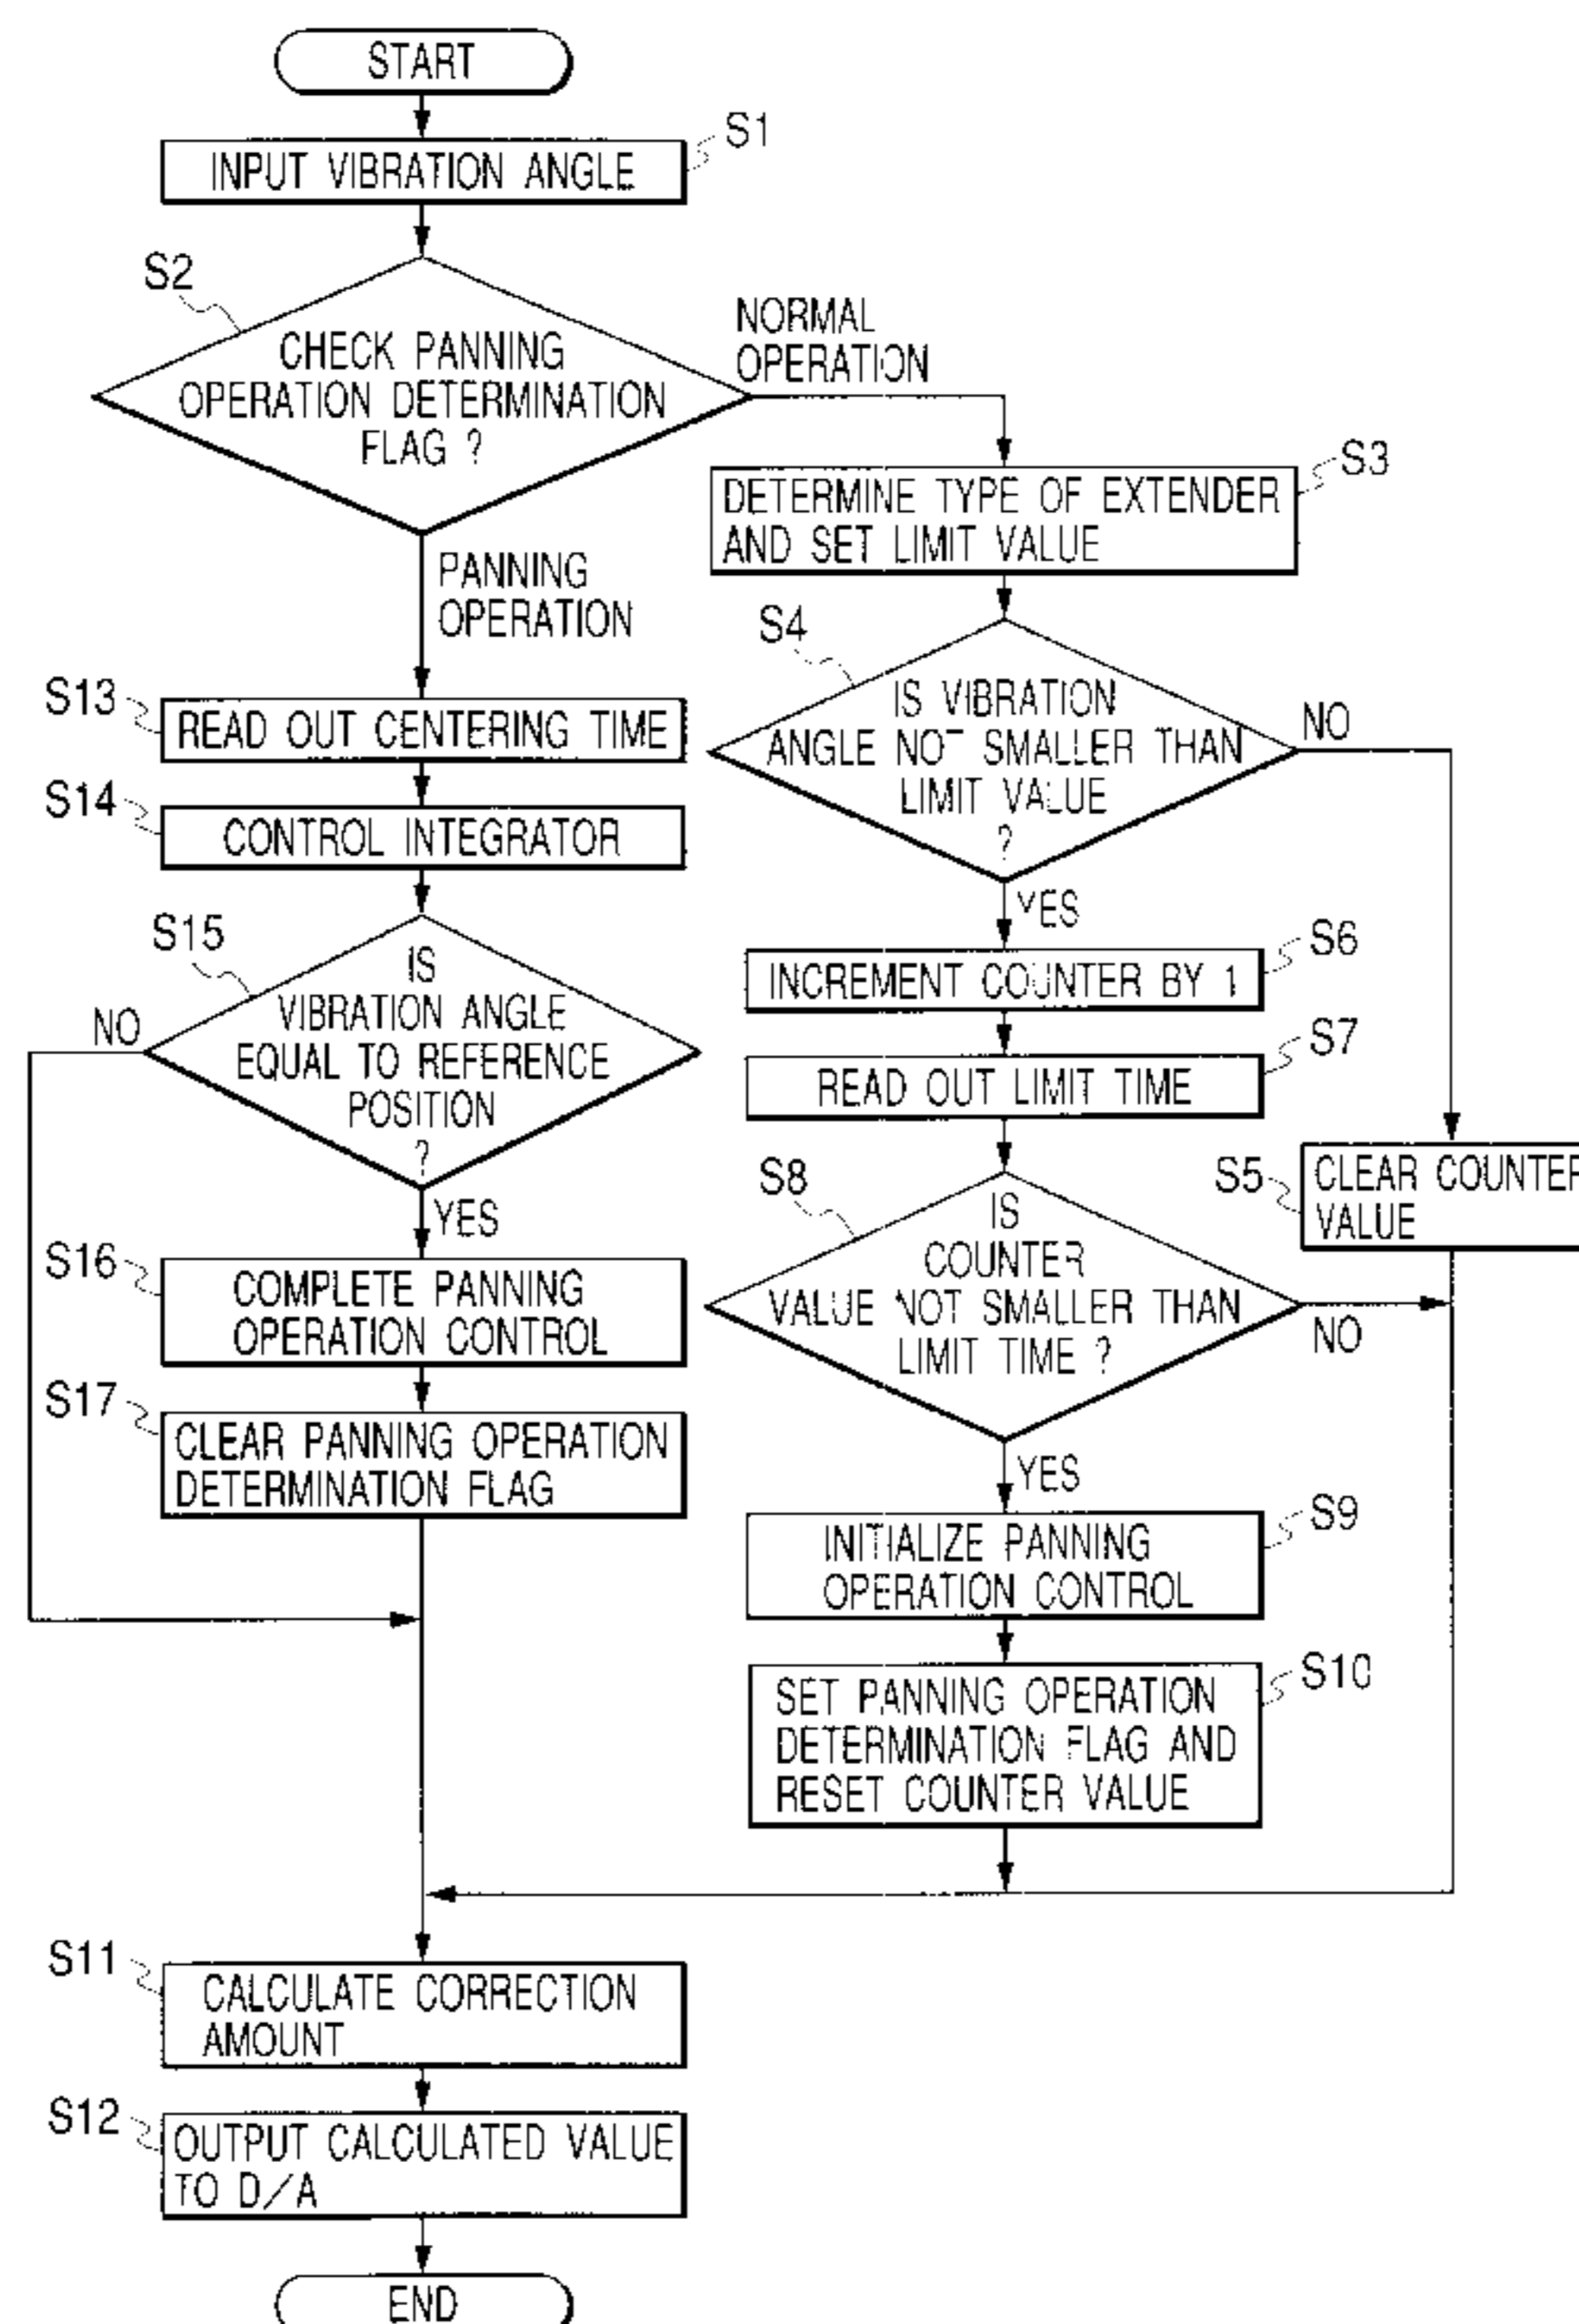 START
S1
INPUT VIBRATION ANGLE
S2
CHECK PANNING
OPERATION DETERMINATION
FLAG ?
NORMAL
OPERATION
PANNING
OPERATION
S3
DETERMINE TYPE OF EXTENDER
AND SET LIMIT VALUE
S4
IS VIBRATION
ANGLE NOT SMALLER THAN
LIMIT VALUE
?
NO
YES
S5
CLEAR COUNTER
VALUE
S6
INCREMENT COUNTER BY 1
S7
READ OUT LIMIT TIME
S8
IS
COUNTER
VALUE NOT SMALLER THAN
LIMIT TIME ?
NO
YES
S9
INITIALIZE PANNING
OPERATION CONTROL
S10
SET PANNING OPERATION
DETERMINATION FLAG AND
RESET COUNTER VALUE
S13
READ OUT CENTERING TIME
S14
CONTROL INTEGRATOR
S15
IS
VIBRATION ANGLE
EQUAL TO REFERENCE
POSITION
?
NO
YES
S16
COMPLETE PANNING
OPERATION CONTROL
S17
CLEAR PANNING OPERATION
DETERMINATION FLAG
S11
CALCULATE CORRECTION
AMOUNT
S12
OUTPUT CALCULATED VALUE
TO D/A
END